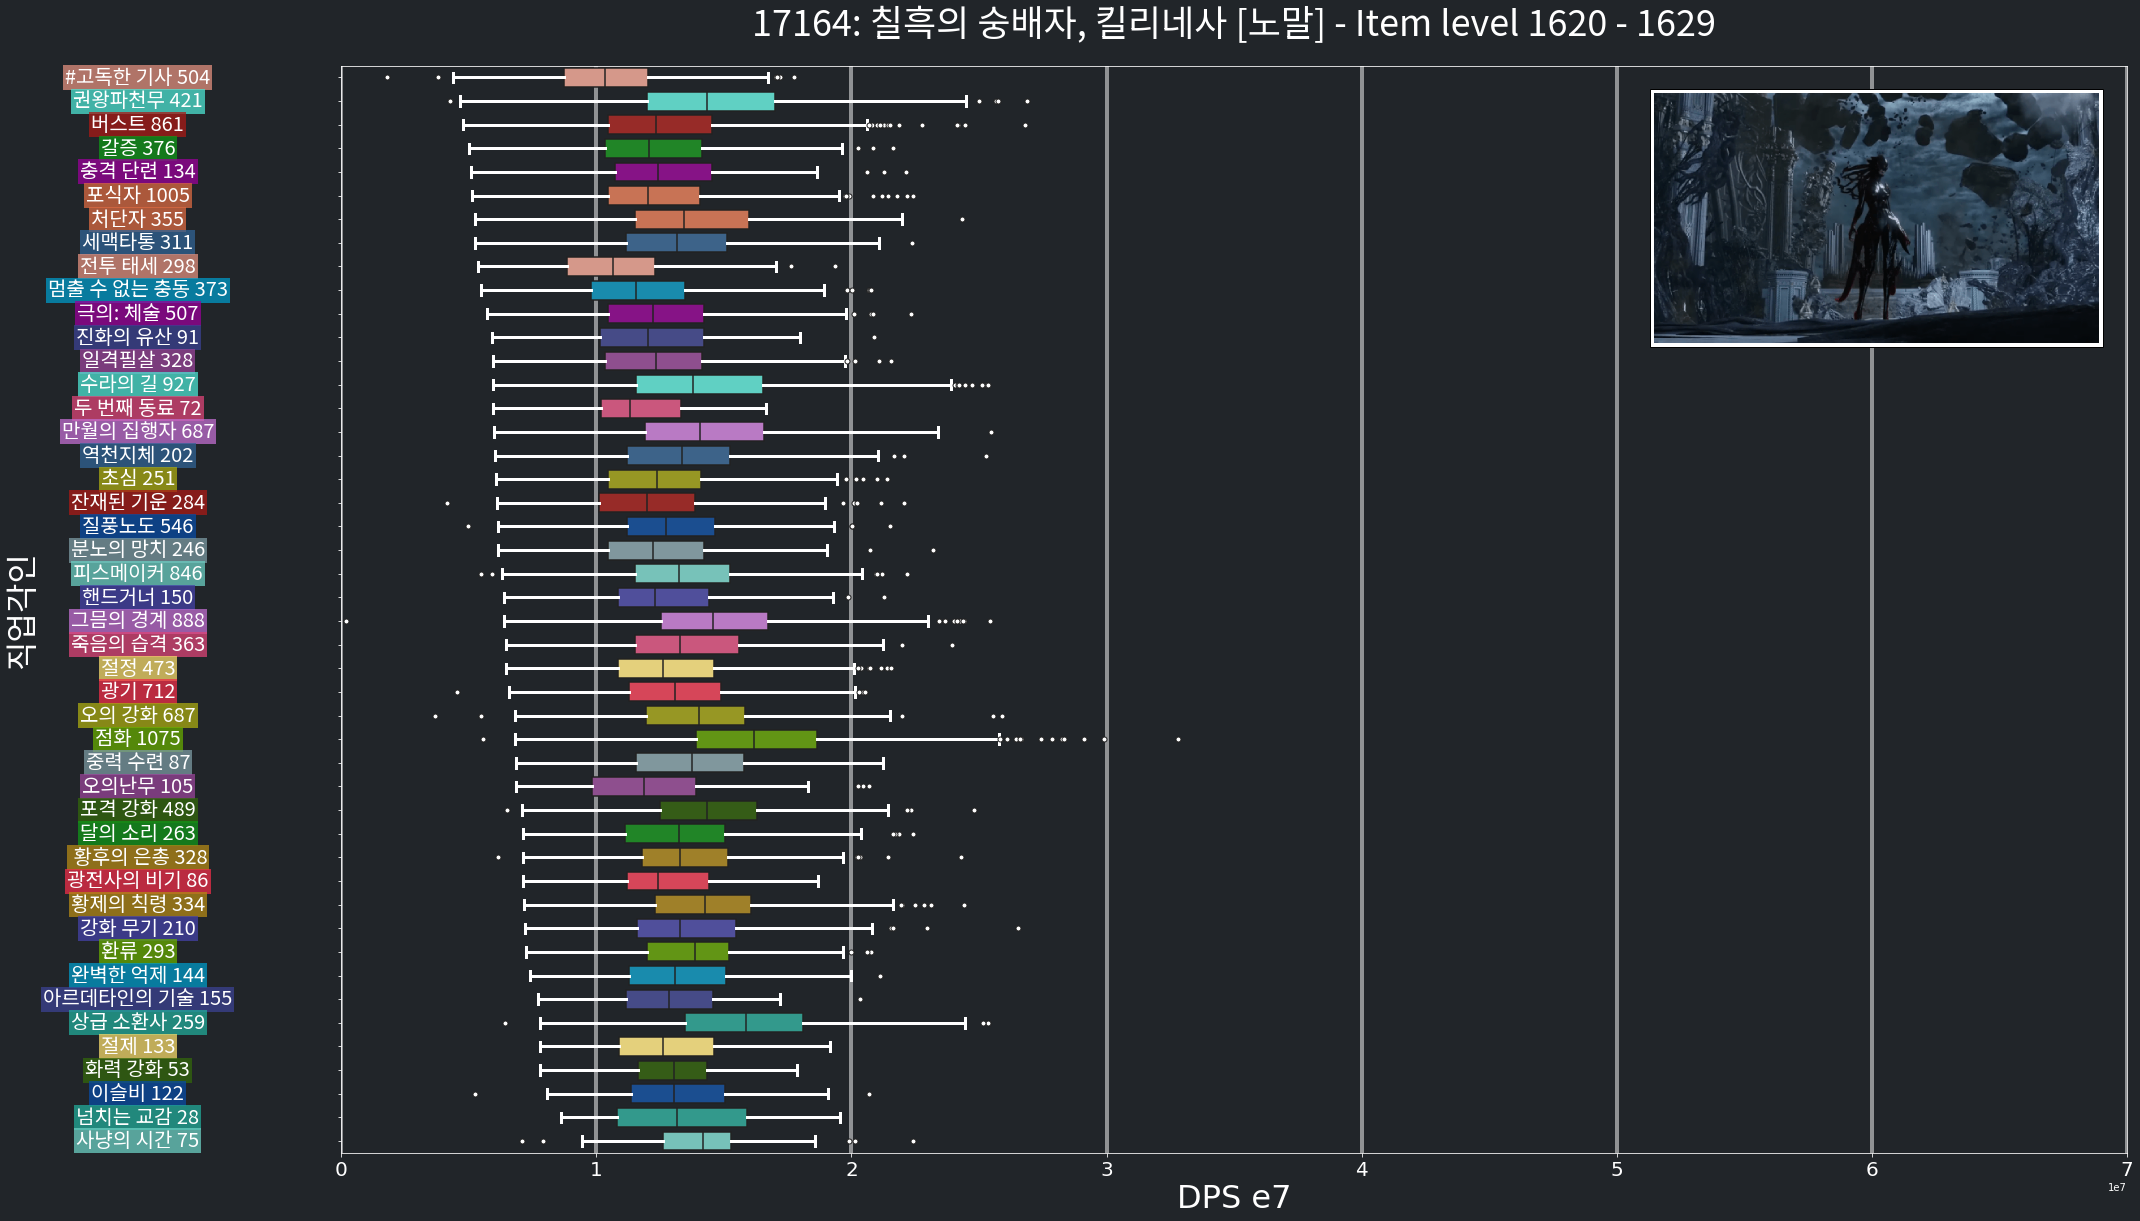 17164: 칠흑의 숭배자, 킬리네사 [노말] - Item level 1620 - 1629
직업각인
#고독한 기사 504
권왕파천무 421
버스트 861
갈증 376
충격 단련 134
포식자 1005
처단자 355
세맥타통 311
전투 태세 298
멈출 수 없는 충동 373
극의: 체술 507
진화의 유산 91
일격필살 328
수라의 길 927
두 번째 동료 72
만월의 집행자 687
역천지체 202
초심 251
잔재된 기운 284
질풍노도 546
분노의 망치 246
피스메이커 846
핸드거너 150
그믐의 경계 888
죽음의 습격 363
절정 473
광기 712
오의 강화 687
점화 1075
중력 수련 87
오의난무 105
포격 강화 489
달의 소리 263
황후의 은총 328
광전사의 비기 86
황제의 칙령 334
강화 무기 210
환류 293
완벽한 억제 144
아르데타인의 기술 155
상급 소환사 259
절제 133
화력 강화 53
이슬비 122
넘치는 교감 28
사냥의 시간 75
0 1 2 3 4 5 6 7
1e7
DPS e7